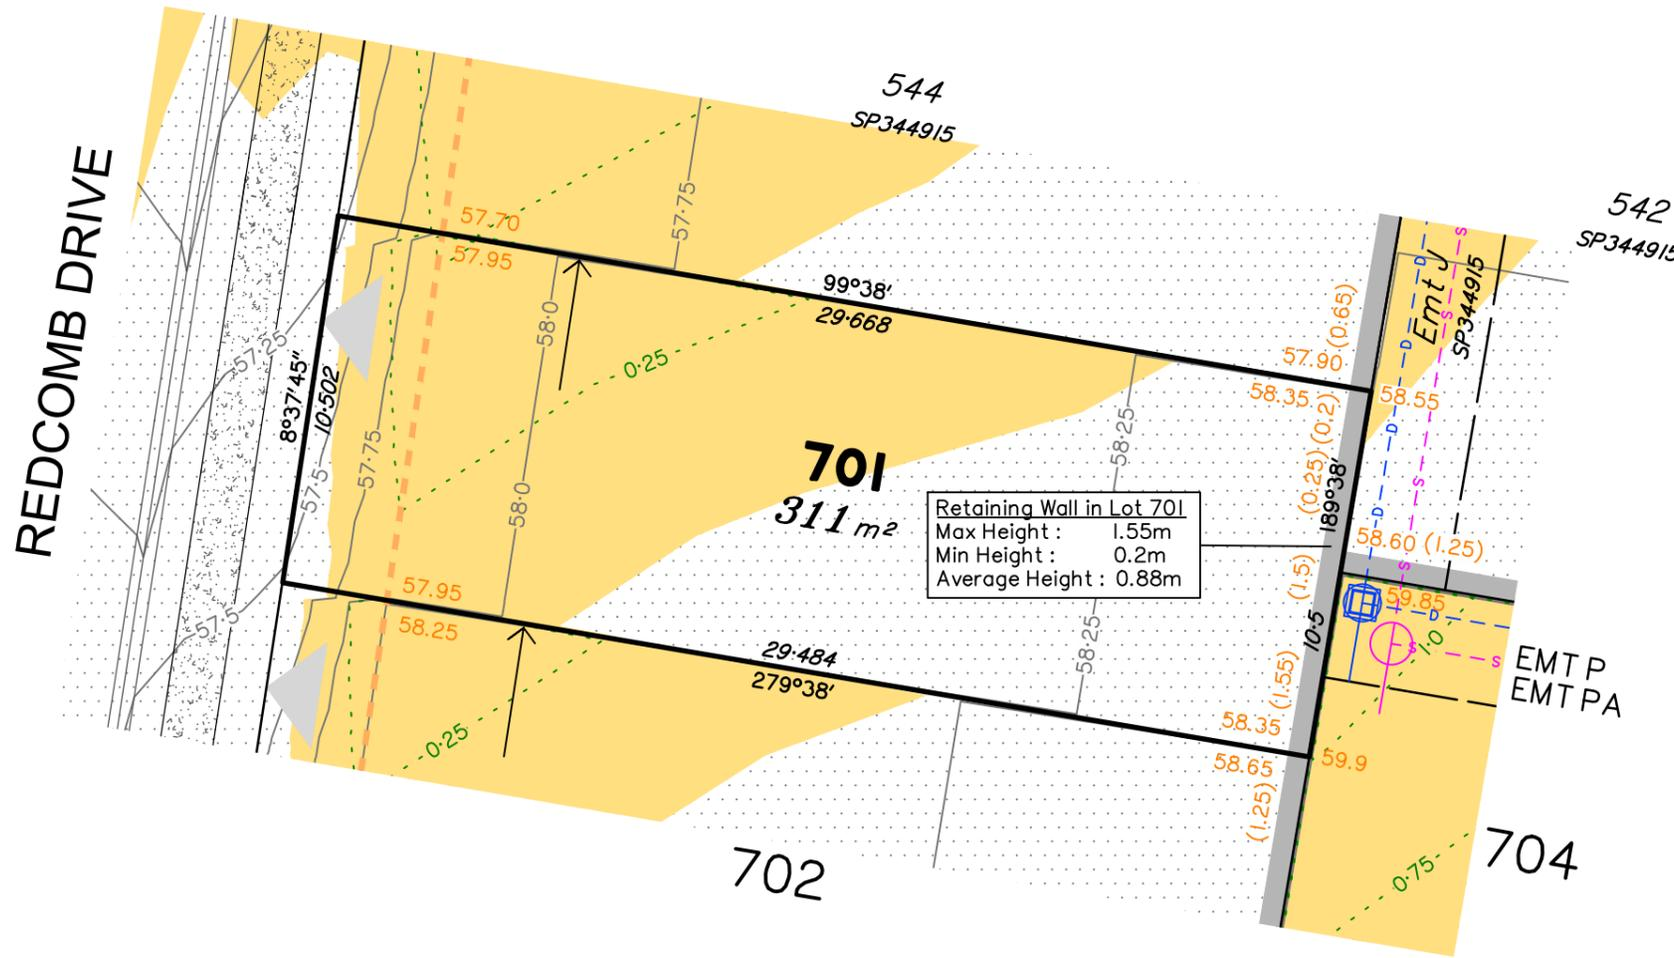 REDCOMB DRIVE
544
SP344915
542
SP344915
57·75
57.70
57.95
99°38'
29·668
Emt J
SP344915
(0.65)
57.90
58.35
58.55
D
D
D
D
S
S
S
S
57·25
58·0
58·0
0·25
8°37'45"
10·502
57·5
57·75
57·5
701
311 m²
58·25
58·25
(0.2)
(0.25)
189°38'
Retaining Wall in Lot 701
Max Height : 1.55m
Min Height : 0.2m
Average Height : 0.88m
58.60 (1.25)
(1.5)
10·5
59.85
D
1·0
S
S
EMT P
EMT PA
57.95
58.25
29·484
279°38'
(1.55)
58.35
58.65
59.9
(1.25)
0·25
702
704
0·75